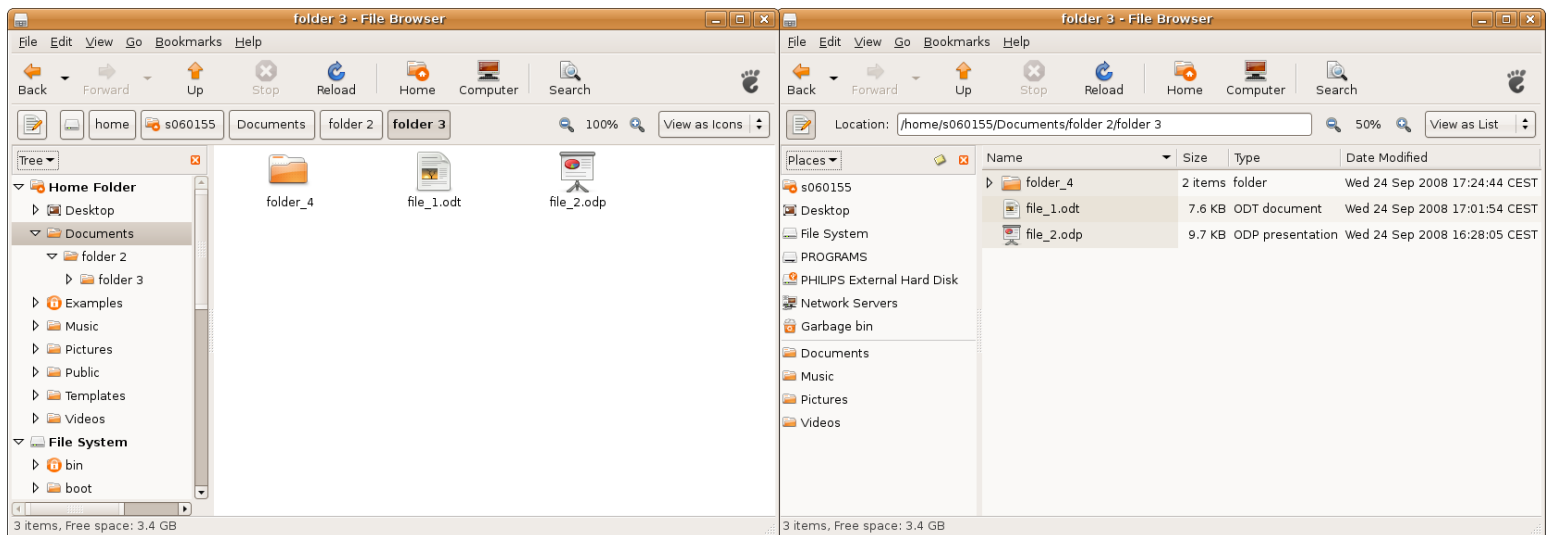 folder 3 - File Browser
File Edit View Go Bookmarks Help
Back Forward Up Stop Reload Home Computer Search
home s060155 Documents folder 2 folder 3 100% View as Icons
Tree
Home Folder
Desktop
Documents
folder 2
folder 3
Examples
Music
Pictures
Public
Templates
Videos
File System
bin
boot
folder_4 file_1.odt file_2.odp
3 items, Free space: 3.4 GB
folder 3 - File Browser
File Edit View Go Bookmarks Help
Back Forward Up Stop Reload Home Computer Search
Location: /home/s060155/Documents/folder 2/folder 3 50% View as List
Places
s060155
Desktop
File System
PROGRAMS
PHILIPS External Hard Disk
Network Servers
Garbage bin
Documents
Music
Pictures
Videos
Name Size Type Date Modified
folder_4 2 items folder Wed 24 Sep 2008 17:24:44 CEST
file_1.odt 7.6 KB ODT document Wed 24 Sep 2008 17:01:54 CEST
file_2.odp 9.7 KB ODP presentation Wed 24 Sep 2008 16:28:05 CEST
3 items, Free space: 3.4 GB